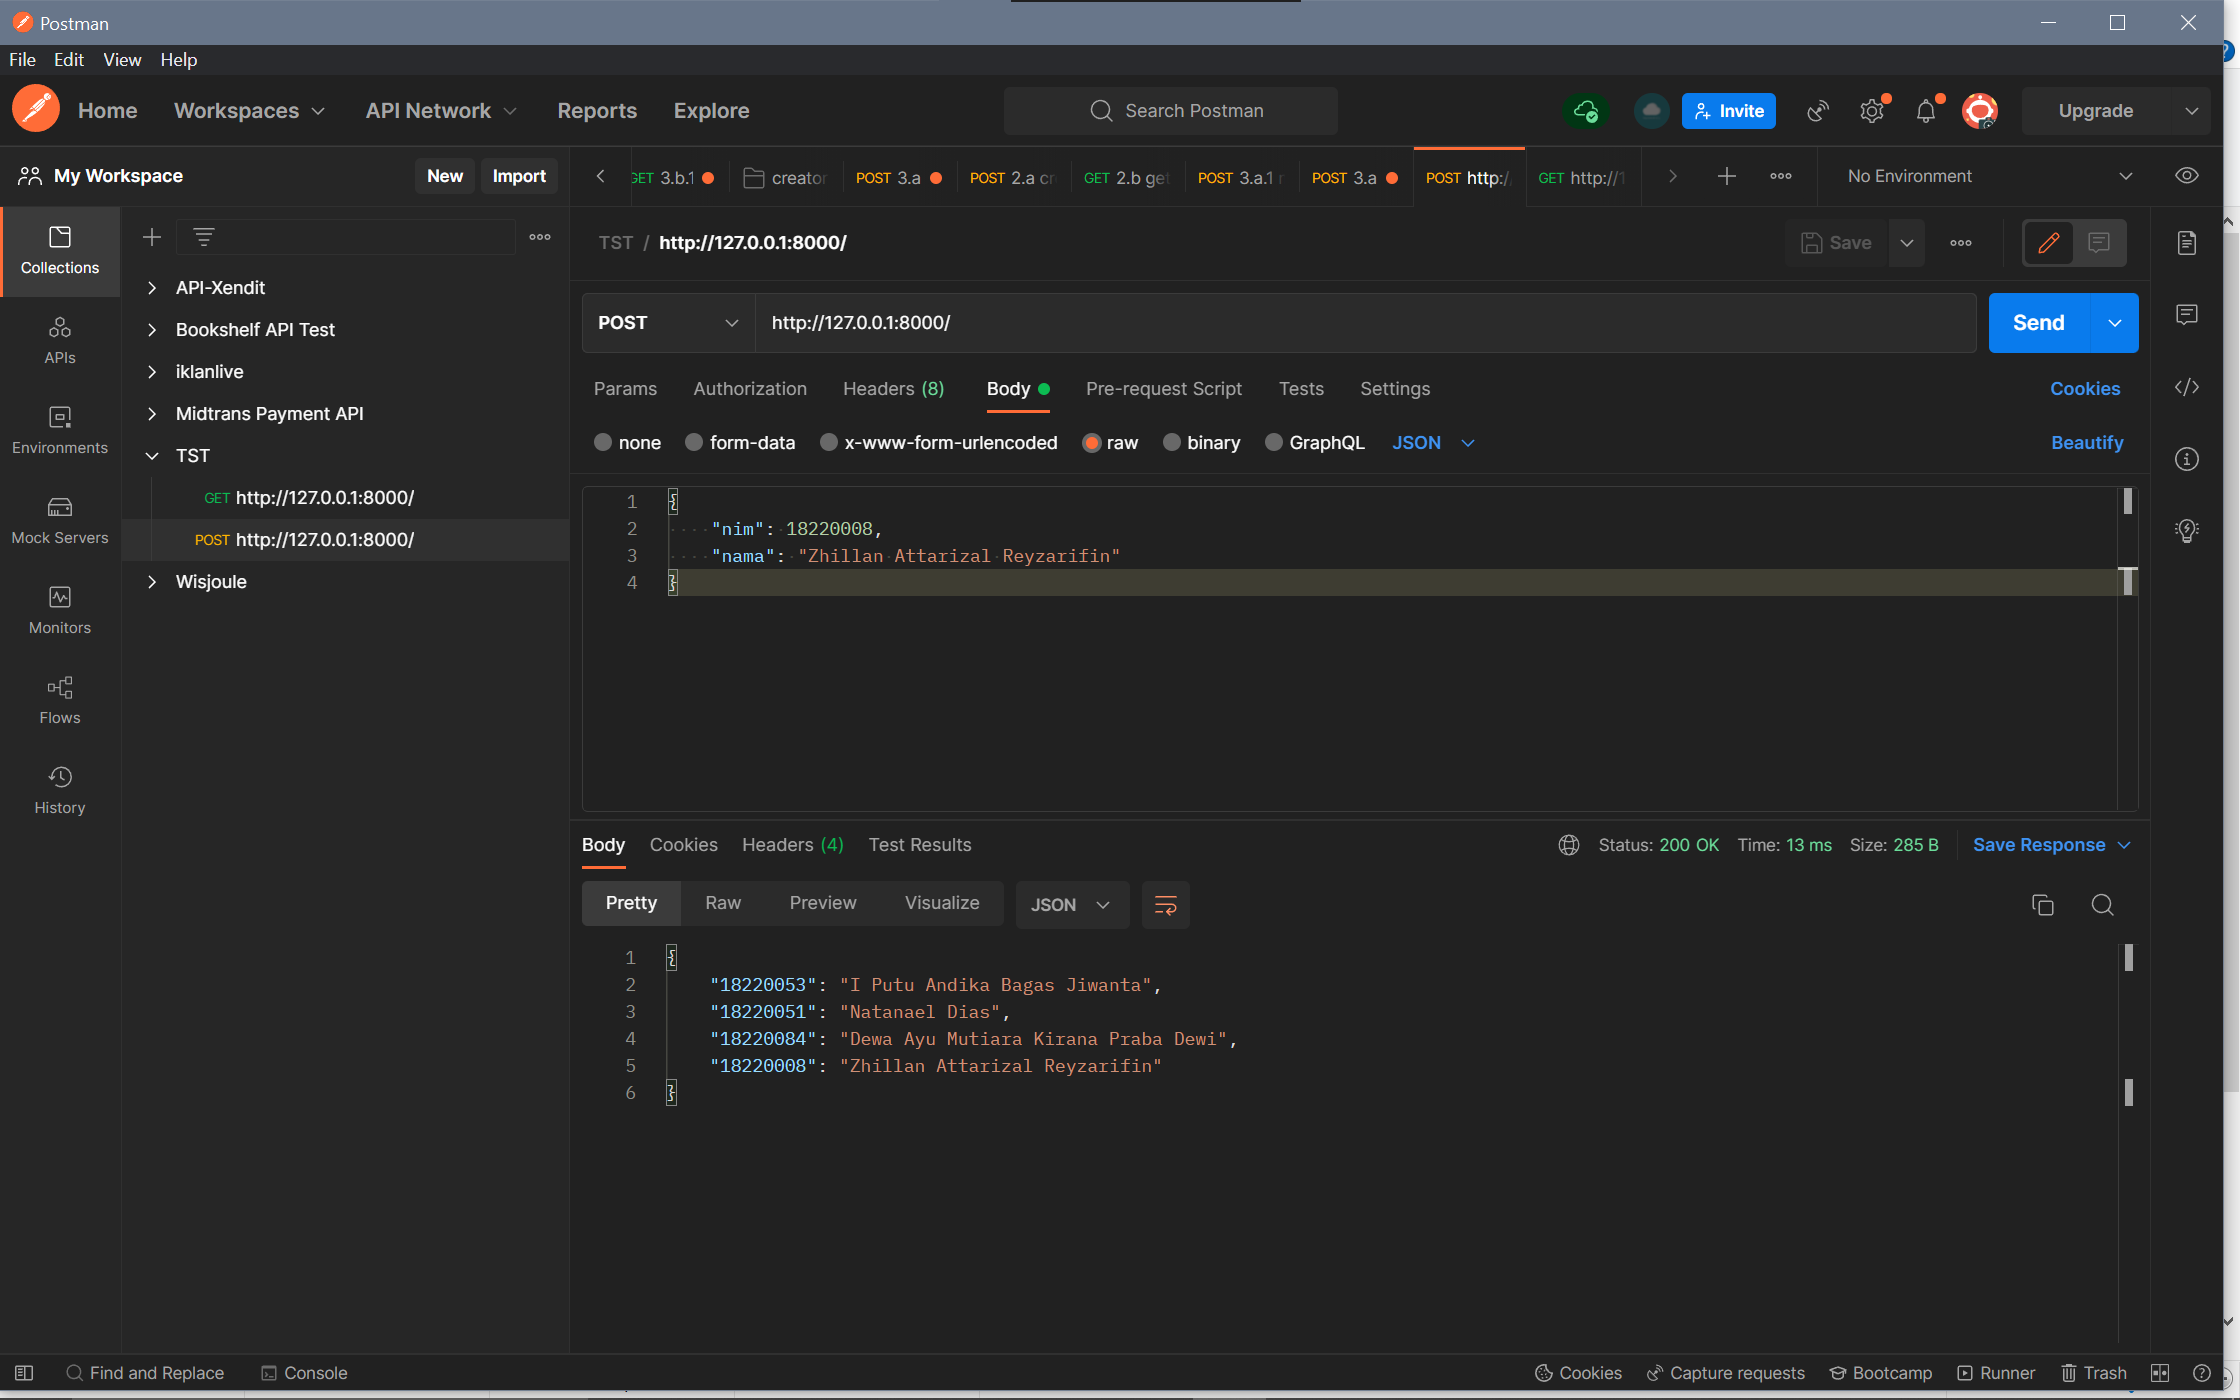 Postman
File Edit View Help
Home Workspaces API Network Reports Explore Search Postman Invite Upgrade
My Workspace New Import
GET 3.b.1 creator POST 3.a POST 2.a cr GET 2.b get POST 3.a.1 POST 3.a POST http:/ GET http://1 No Environment
Collections
APIs
Environments
Mock Servers
Monitors
Flows
History
API-Xendit
Bookshelf API Test
iklanlive
Midtrans Payment API
TST
GET http://127.0.0.1:8000/
POST http://127.0.0.1:8000/
Wisjoule
TST / http://127.0.0.1:8000/ Save
POST http://127.0.0.1:8000/ Send
Params Authorization Headers (8) Body Pre-request Script Tests Settings Cookies
none form-data x-www-form-urlencoded raw binary GraphQL JSON Beautify
1 {
2 "nim": 18220008,
3 "nama": "Zhillan Attarizal Reyzarifin"
4 }
Body Cookies Headers (4) Test Results Status: 200 OK Time: 13 ms Size: 285 B Save Response
Pretty Raw Preview Visualize JSON
1 {
2 "18220053": "I Putu Andika Bagas Jiwanta",
3 "18220051": "Natanael Dias",
4 "18220084": "Dewa Ayu Mutiara Kirana Praba Dewi",
5 "18220008": "Zhillan Attarizal Reyzarifin"
6 }
Find and Replace Console Cookies Capture requests Bootcamp Runner Trash